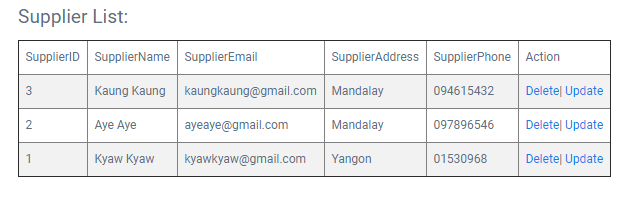 Supplier List:
SupplierID SupplierName SupplierEmail SupplierAddress SupplierPhone Action
3 Kaung Kaung kaungkaung@gmail.com Mandalay 094615432 Delete| Update
2 Aye Aye ayeaye@gmail.com Mandalay 097896546 Delete| Update
1 Kyaw Kyaw kyawkyaw@gmail.com Yangon 01530968 Delete| Update